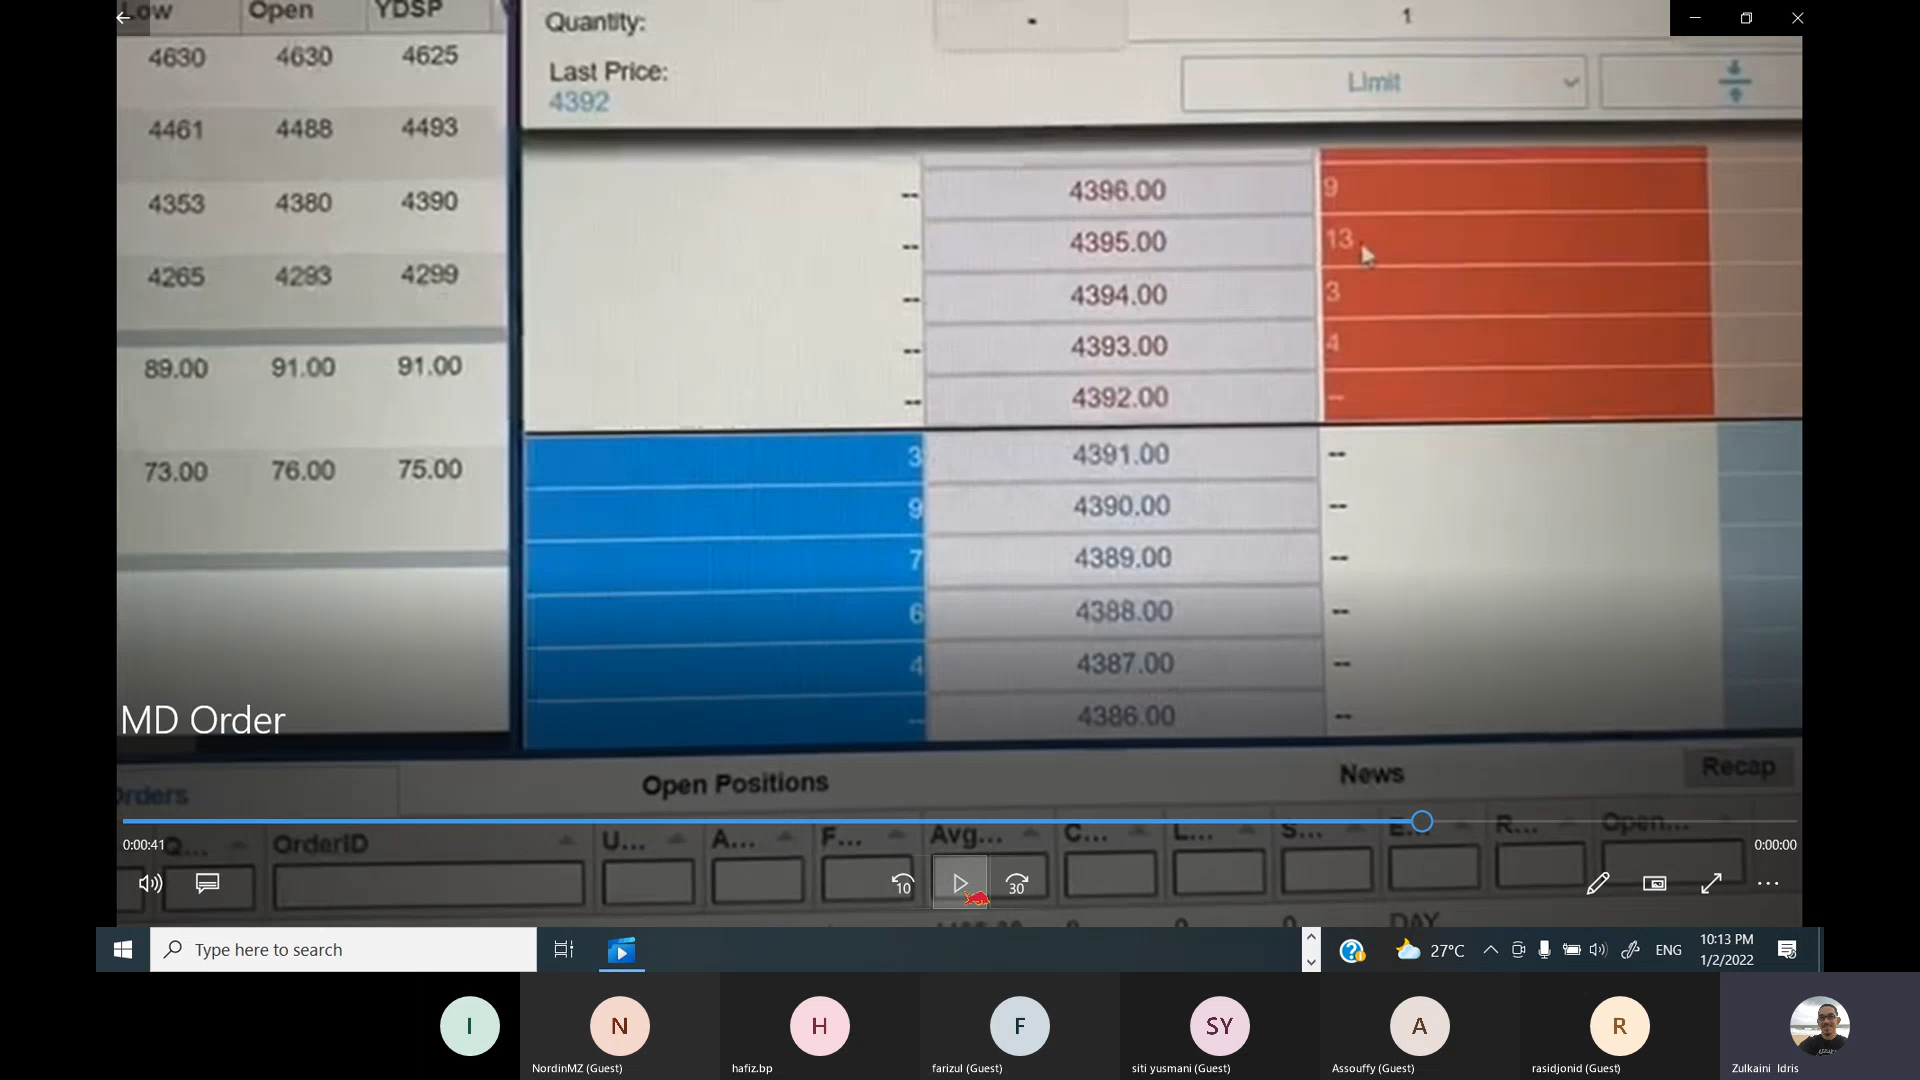 Low Open YDSP
4630 4630 4625
4461 4488 4493
4353 4380 4390
4265 4293 4299
89.00 91.00 91.00
73.00 76.00 75.00
Quantity: - 1
Last Price:
4392
Limit
-- 4396.00 9
-- 4395.00 13
-- 4394.00 3
-- 4393.00 4
-- 4392.00 --
3 4391.00 --
9 4390.00 --
7 4389.00 --
6 4388.00 --
4 4387.00 --
-- 4386.00 --
MD Order
Orders Open Positions News Recap
Q... OrderID U... A... F... Avg... C... L... S... E... R... Open...
0:00:41 0:00:00
10 30
DAY
Type here to search
27°C ENG
10:13 PM
1/2/2022
I N H F SY A R
NordinMZ (Guest) hafiz.bp farizul (Guest) siti yusmani (Guest) Assouffy (Guest) rasidjonid (Guest) Zulkaini Idris